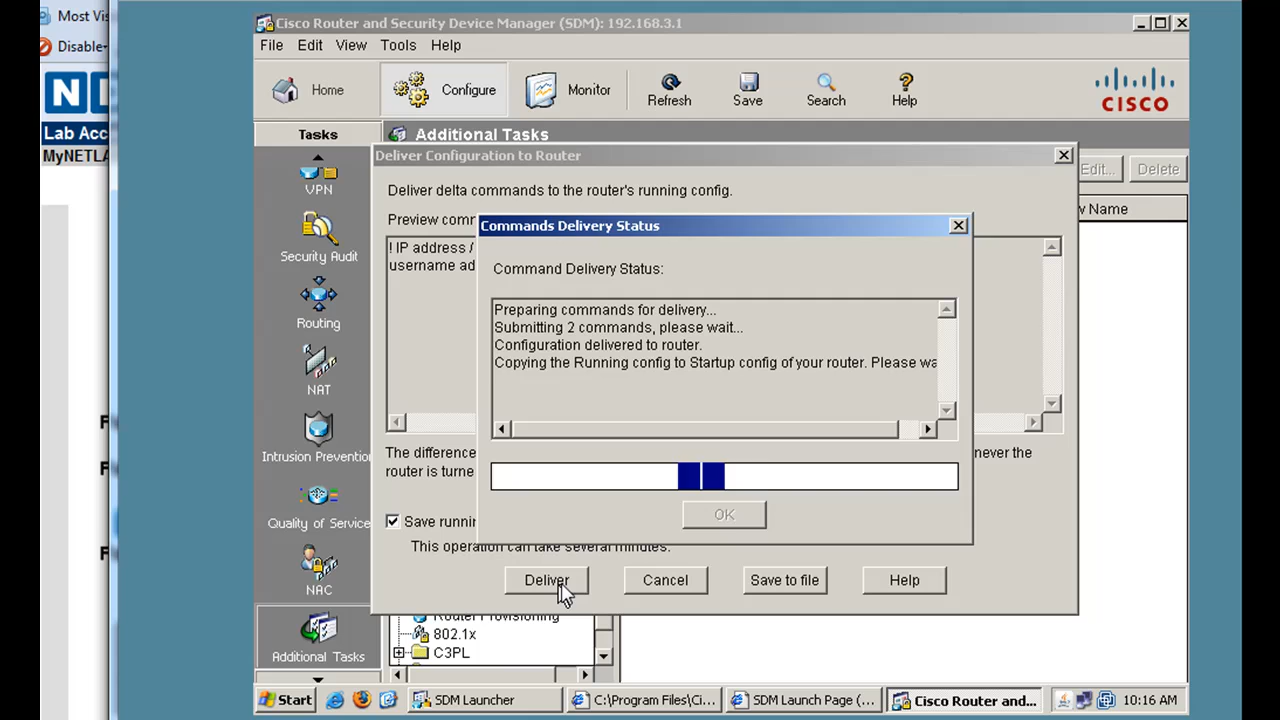 Most Vis
Disable
N
Lab Acc
MyNETLA
F
F
F
Cisco Router and Security Device Manager (SDM): 192.168.3.1
File Edit View Tools Help
Home
Configure
Monitor
Refresh
Save
Search
Help
CISCO
Tasks
VPN
Security Audit
Routing
NAT
Intrusion Preventio
Quality of Service
NAC
Additional Tasks
Additional Tasks
Edit...
Delete
w Name
Deliver Configuration to Router
Deliver delta commands to the router's running config.
Preview comm
! IP address /
username ad
Commands Delivery Status
Command Delivery Status:
Preparing commands for delivery...
Submitting 2 commands, please wait...
Configuration delivered to router.
Copying the Running config to Startup config of your router. Please wa
OK
The difference
never the
router is turne
Save runnin
This operation can take several minutes.
Deliver
Cancel
Save to file
Help
Router Provisioning
802.1x
C3PL
Start
SDM Launcher
C:\Program Files\Ci...
SDM Launch Page (...
Cisco Router and...
10:16 AM